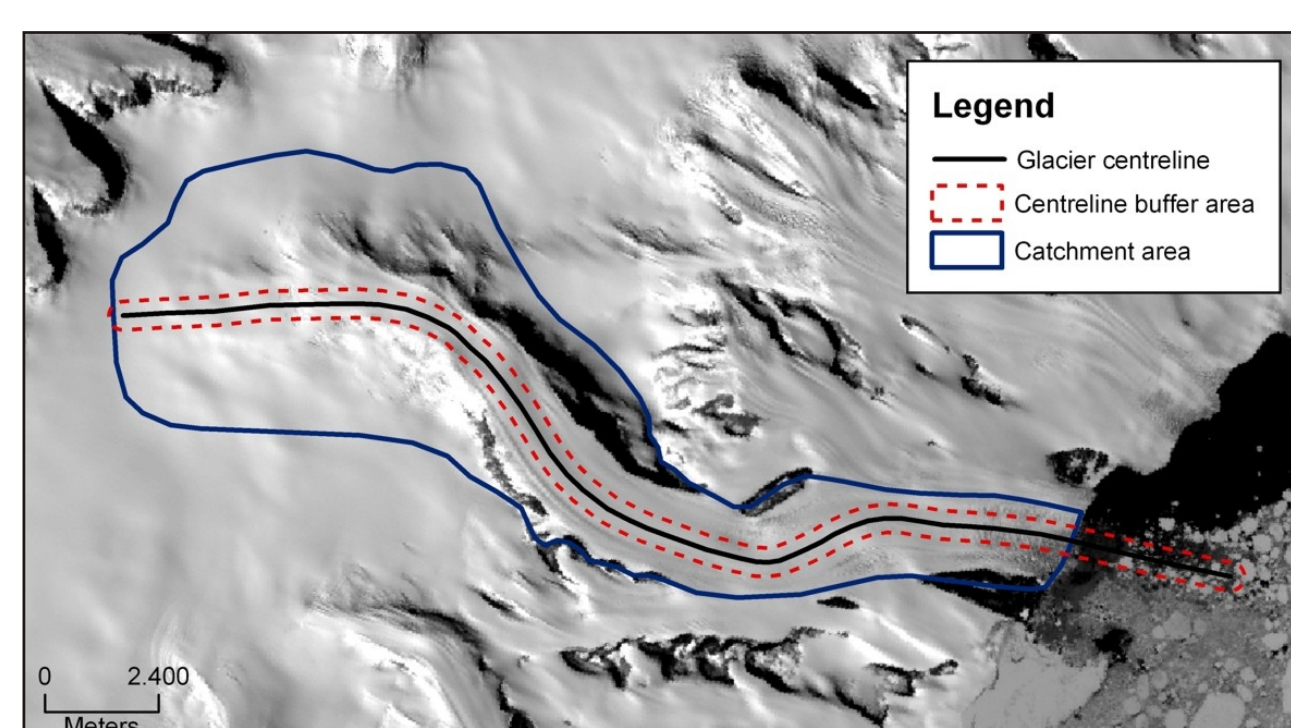 Legend
Glacier centreline
Centreline buffer area
Catchment area
0 2.400
Meters